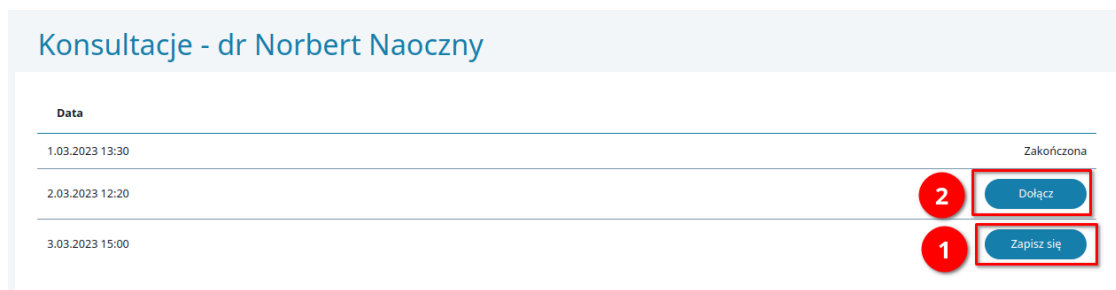 Konsultacje - dr Norbert Naoczny
Data
1.03.2023 13:30 Zakończona
2.03.2023 12:20 2 Dołącz
3.03.2023 15:00 1 Zapisz się